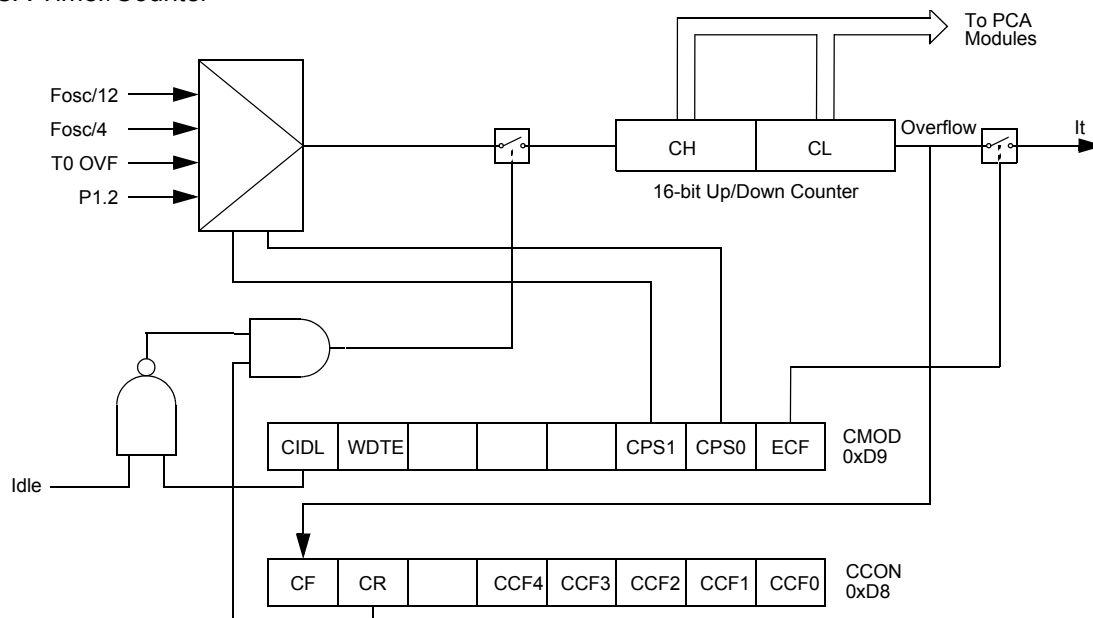 To PCA
Modules
Fosc/12
Fosc/4
T0 OVF
P1.2
Overflow
It
CH
CL
16-bit Up/Down Counter
CIDL
WDTE
CPS1
CPS0
ECF
CMOD
0xD9
Idle
CF
CR
CCF4
CCF3
CCF2
CCF1
CCF0
CCON
0xD8